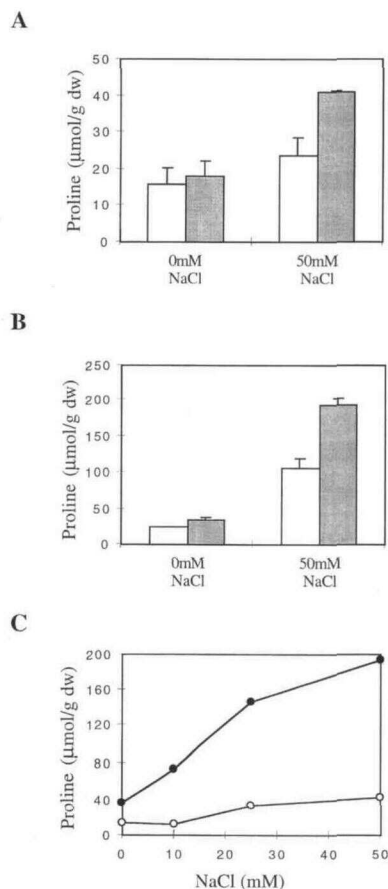 A
Proline (μmol/g dw)
50
40
30
20
10
0
0mM
NaCl
50mM
NaCl
B
Proline (μmol/g dw)
250
200
150
100
50
0
0mM
NaCl
50mM
NaCl
C
Proline (μmol/g dw)
200
160
120
80
40
0
0 10 20 30 40 50
NaCl (mM)